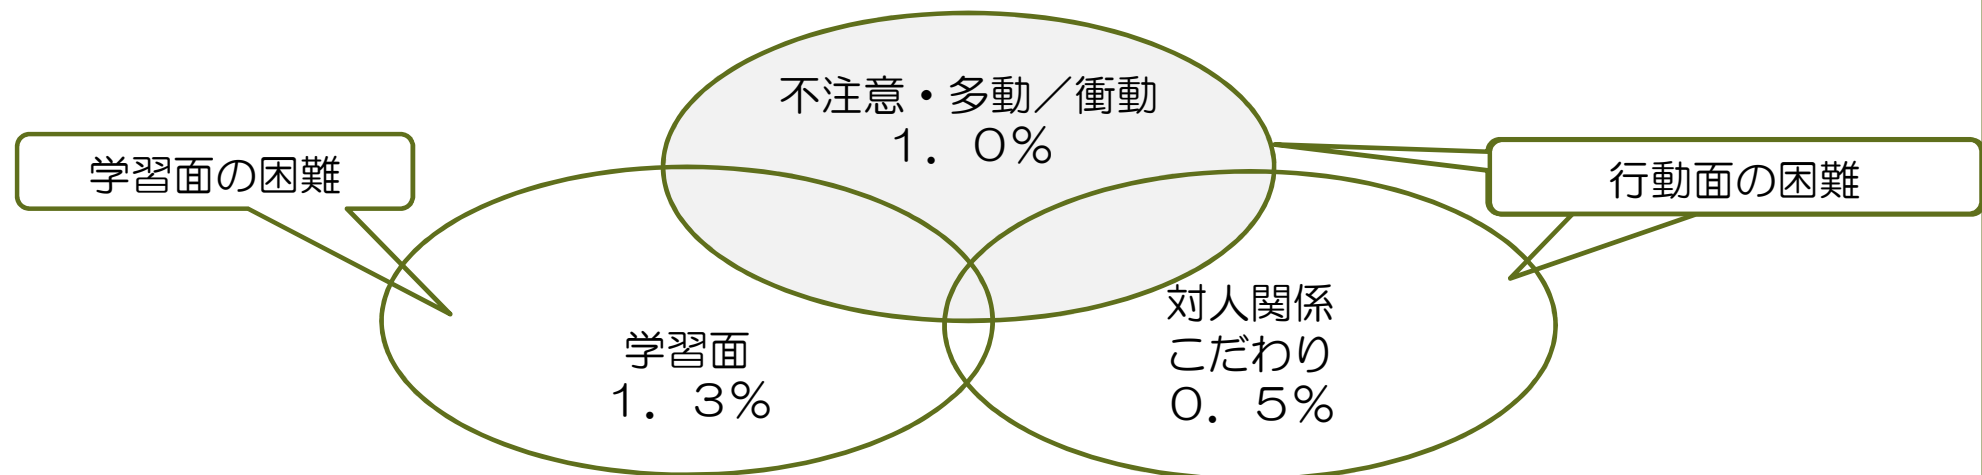 不注意・多動／衝動
１．０％
学習面の困難
行動面の困難
対人関係
こだわり
０．５％
学習面
１．３％